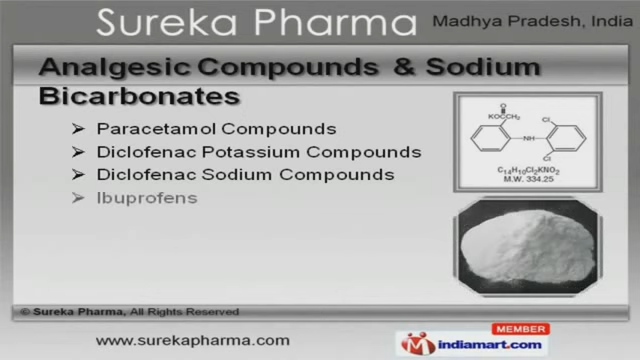 Sureka Pharma
Madhya Pradesh, India
Analgesic Compounds & Sodium
Bicarbonates
➢ Paracetamol Compounds
➢ Diclofenac Potassium Compounds
➢ Diclofenac Sodium Compounds
➢ Ibuprofens
O
KOCCH₂
Cl
NH
Cl
C₁₄H₁₀Cl₂KNO₂
M.W. 334.25
© Sureka Pharma, All Rights Reserved
www.surekapharma.com
MEMBER
indiamart.com